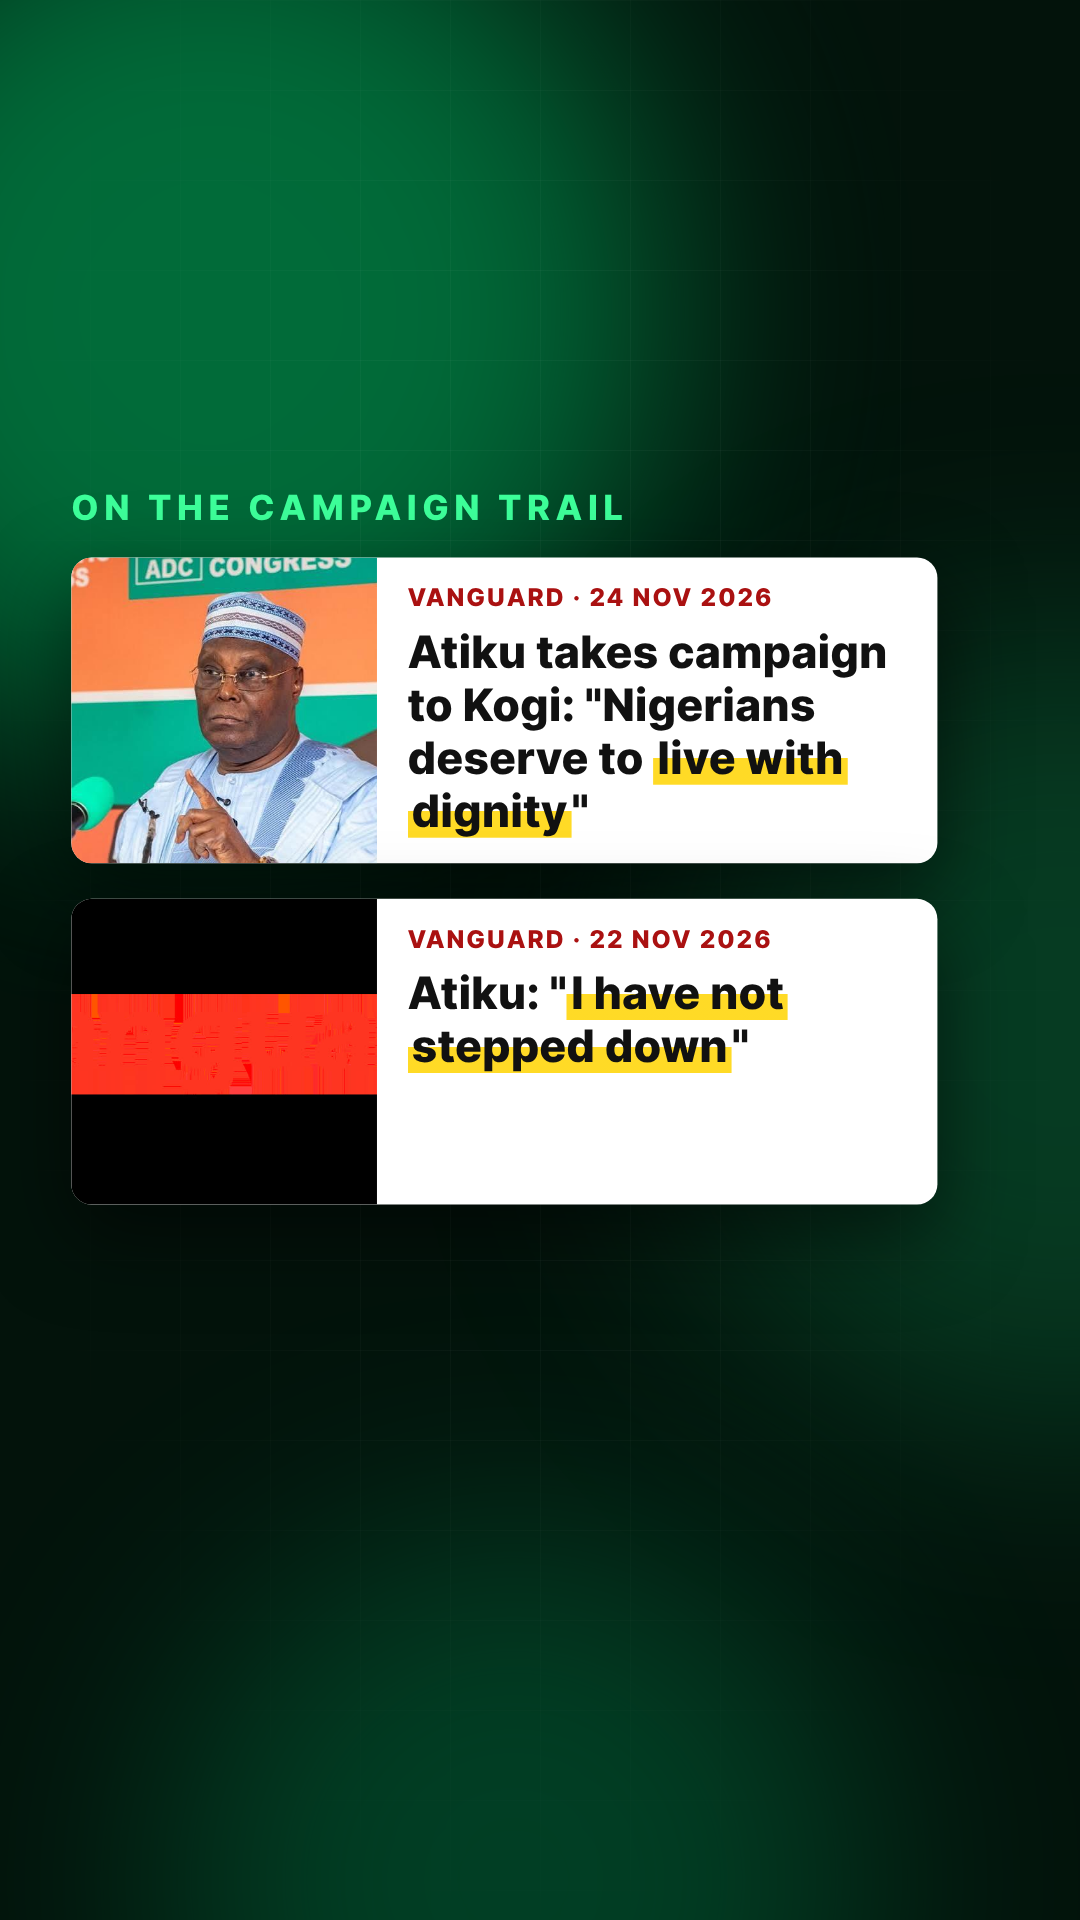 ON THE CAMPAIGN TRAIL
ADC CONGRESS
VANGUARD · 24 NOV 2026
Atiku takes campaign
to Kogi: "Nigerians
deserve to live with
dignity"
VANGUARD · 22 NOV 2026
Atiku: "I have not
stepped down"